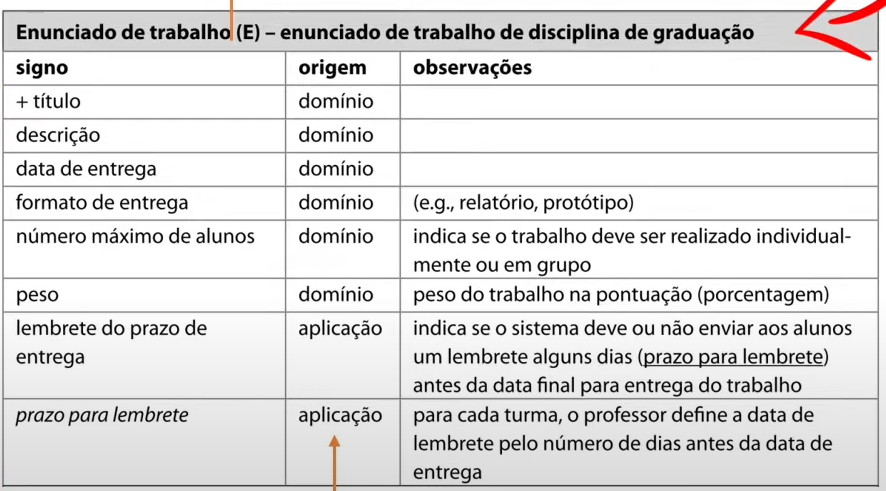 Enunciado de trabalho (E) – enunciado de trabalho de disciplina de graduação
signo origem observações
+ título domínio
descrição domínio
data de entrega domínio
formato de entrega domínio (e.g., relatório, protótipo)
número máximo de alunos domínio indica se o trabalho deve ser realizado individual-
mente ou em grupo
peso domínio peso do trabalho na pontuação (porcentagem)
lembrete do prazo de aplicação indica se o sistema deve ou não enviar aos alunos
entrega um lembrete alguns dias (prazo para lembrete)
antes da data final para entrega do trabalho
prazo para lembrete aplicação para cada turma, o professor define a data de
lembrete pelo número de dias antes da data de
entrega